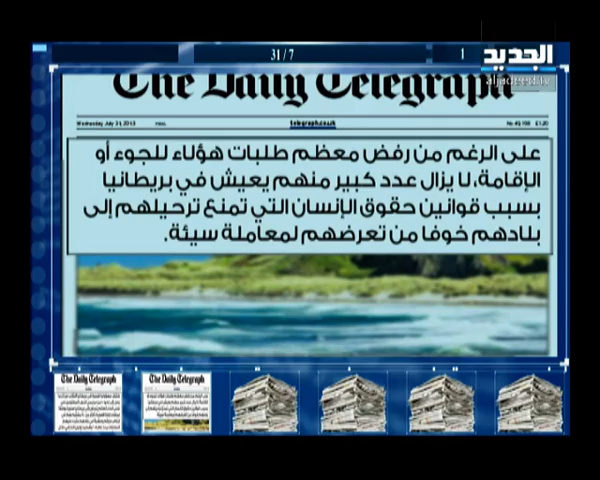 31/7
1
الجديد
aljadeed.tv
The Daily Telegraph
Wednesday July 31, 2013
telegraph.co.uk
على الرغم من رفض معظم طلبات هؤلاء للجوء أو
الإقامة، لا يزال عدد كبير منهم يعيش في بريطانيا
بسبب قوانين حقوق الإنسان التي تمنع ترحيلهم إلى
بلادهم خوفا من تعرضهم لمعاملة سيئة.
The Daily Telegraph
The Daily Telegraph